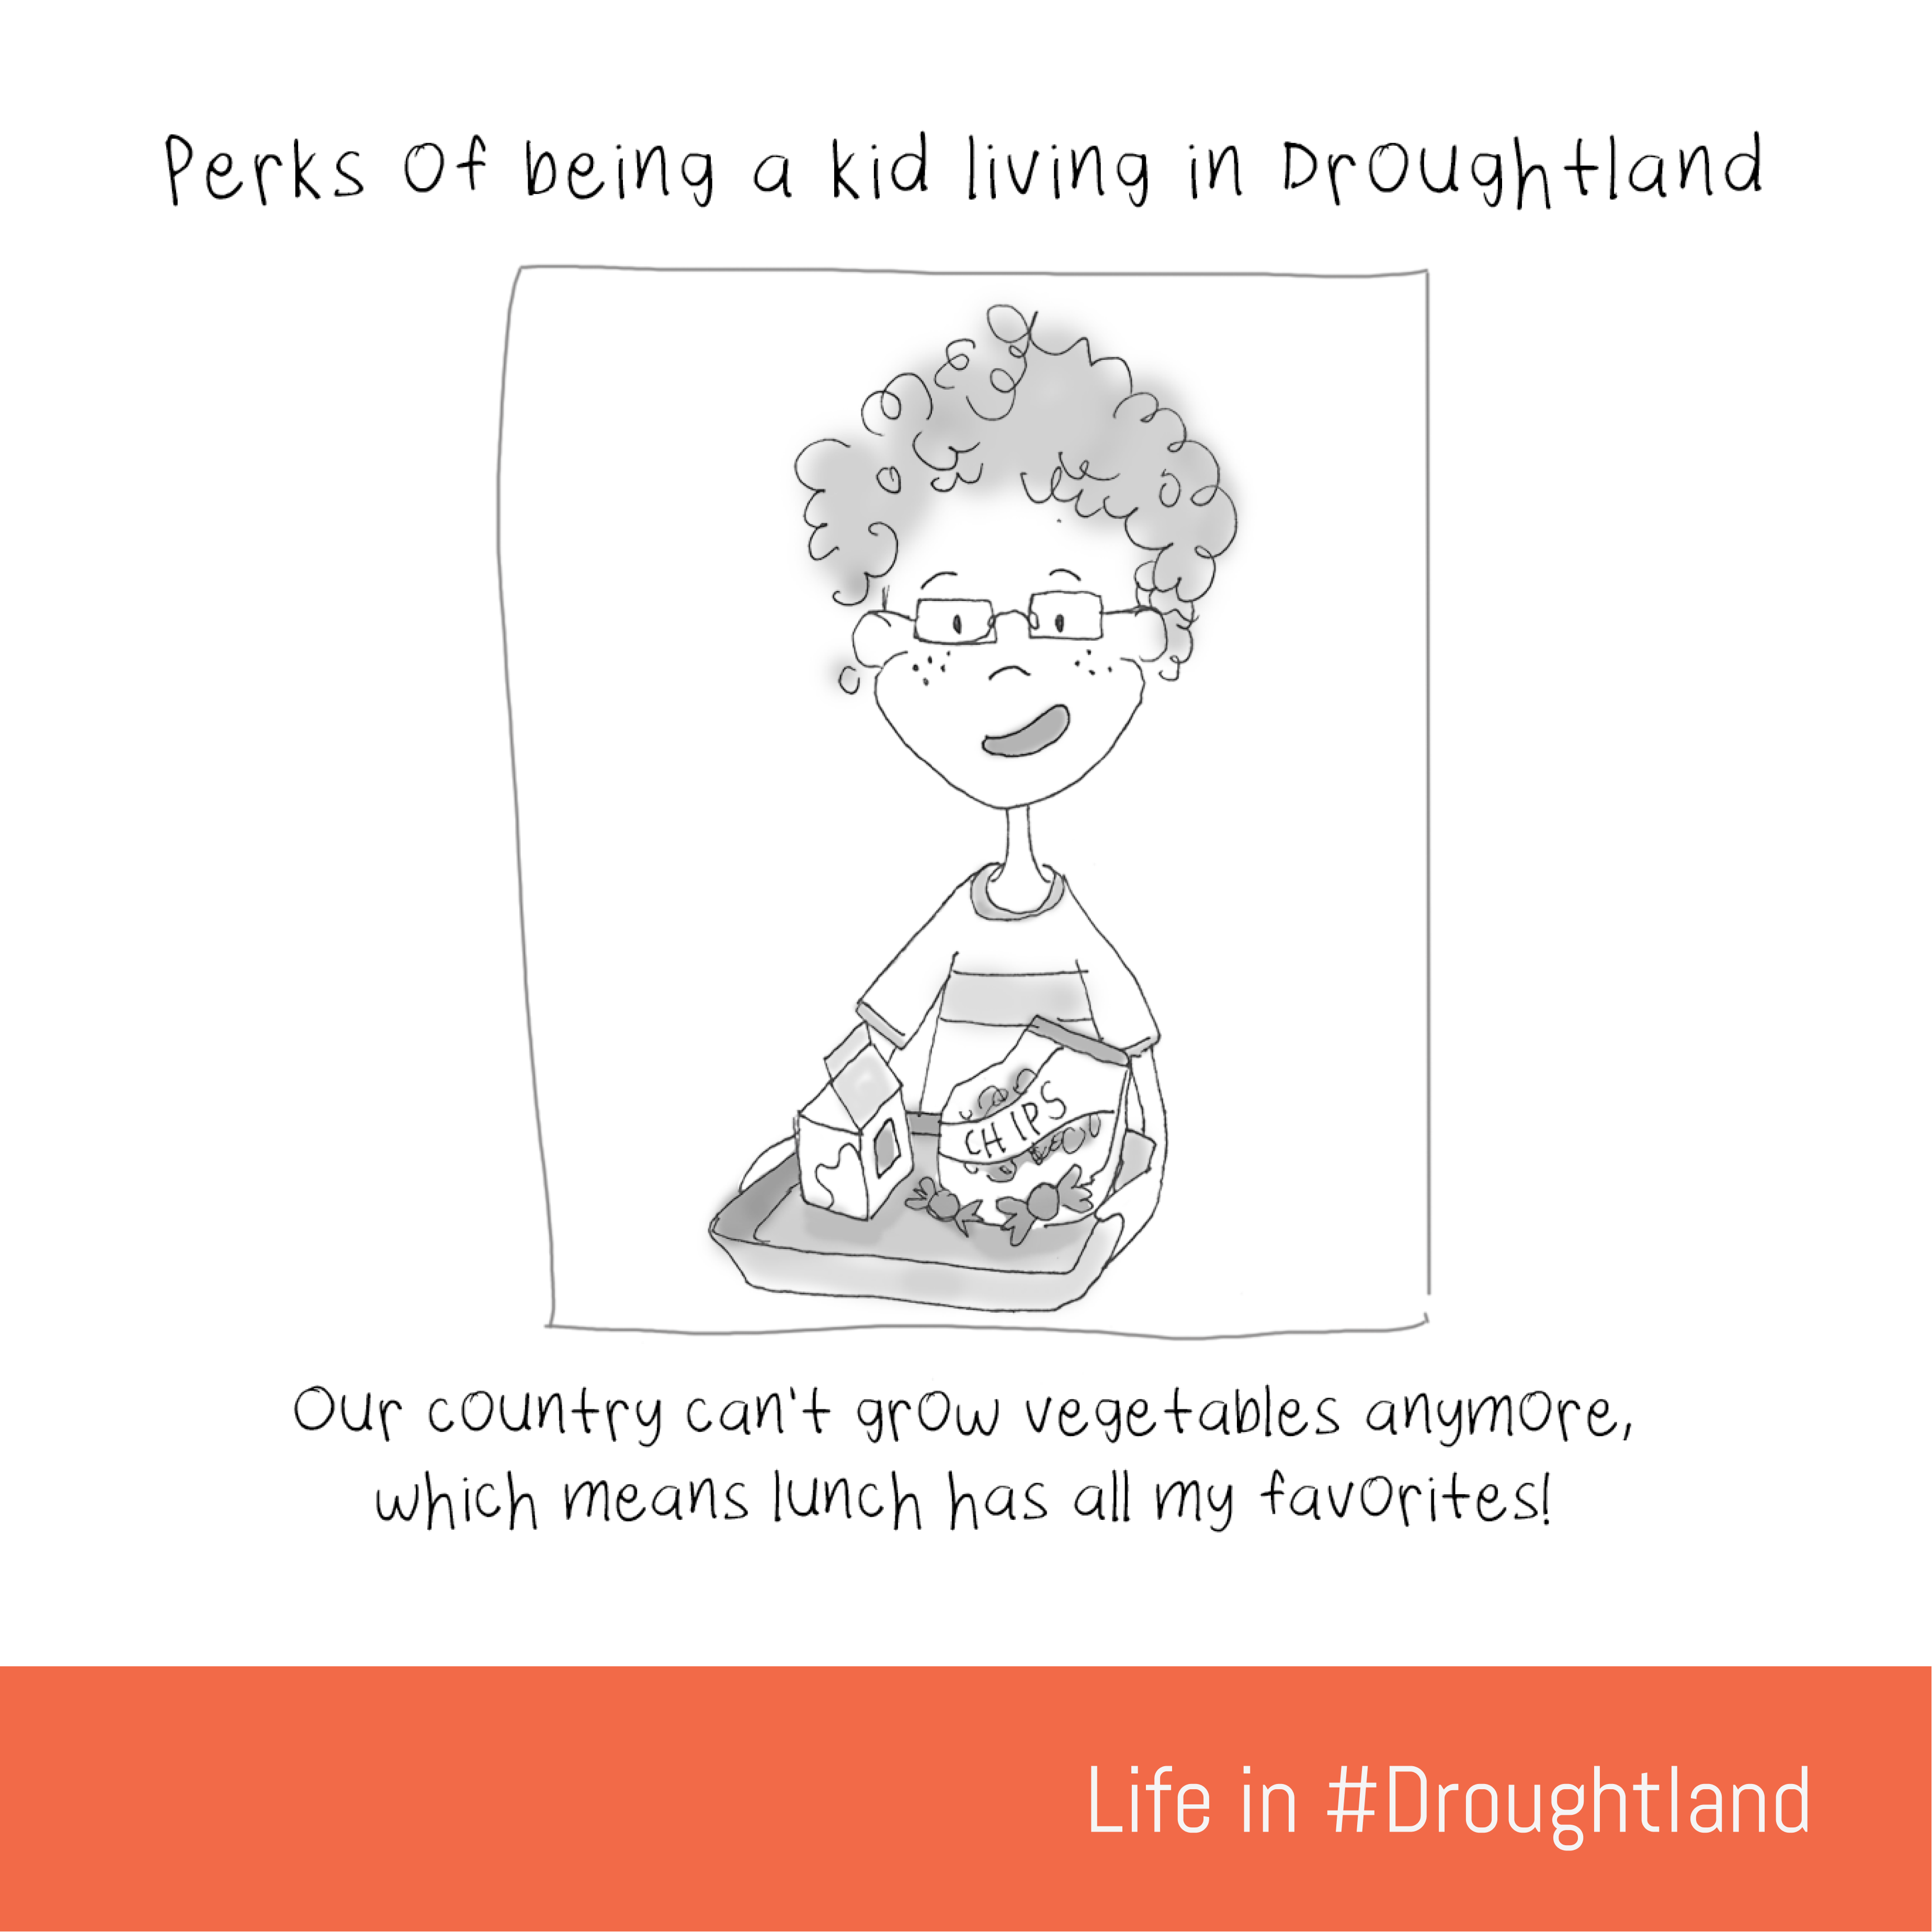 Perks Of being a kid living in Droughtland
CHIPS
Our country can't grow vegetables anymore,
which means lunch has all my favorites!
Life in #Droughtland